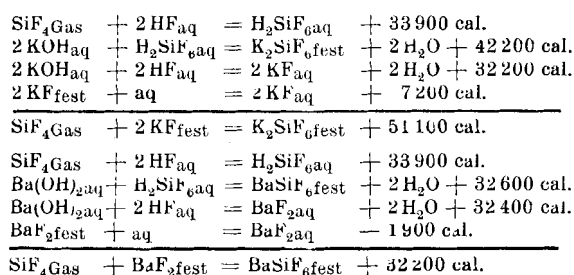 SiF₄Gas + 2 HFaq = H₂SiF₆aq + 33 900 cal.
2 KOHaq + H₂SiF₆aq = K₂SiF₆fest + 2 H₂O + 42 200 cal.
2 KOHaq + 2 HFaq = 2 KFaq + 2 H₂O + 32 200 cal.
2 KFfest + aq = 2 KFaq + 7 200 cal.
SiF₄Gas + 2 KFfest = K₂SiF₆fest + 51 100 cal.
SiF₄Gas + 2 HFaq = H₂SiF₆aq + 33 900 cal.
Ba(OH)₂aq + H₂SiF₆aq = BaSiF₆fest + 2 H₂O + 32 600 cal.
Ba(OH)₂aq + 2 HFaq = BaF₂aq + 2 H₂O + 32 400 cal.
BaF₂fest + aq = BaF₂aq − 1 900 cal.
SiF₄Gas + BaF₂fest = BaSiF₆fest + 32 200 cal.